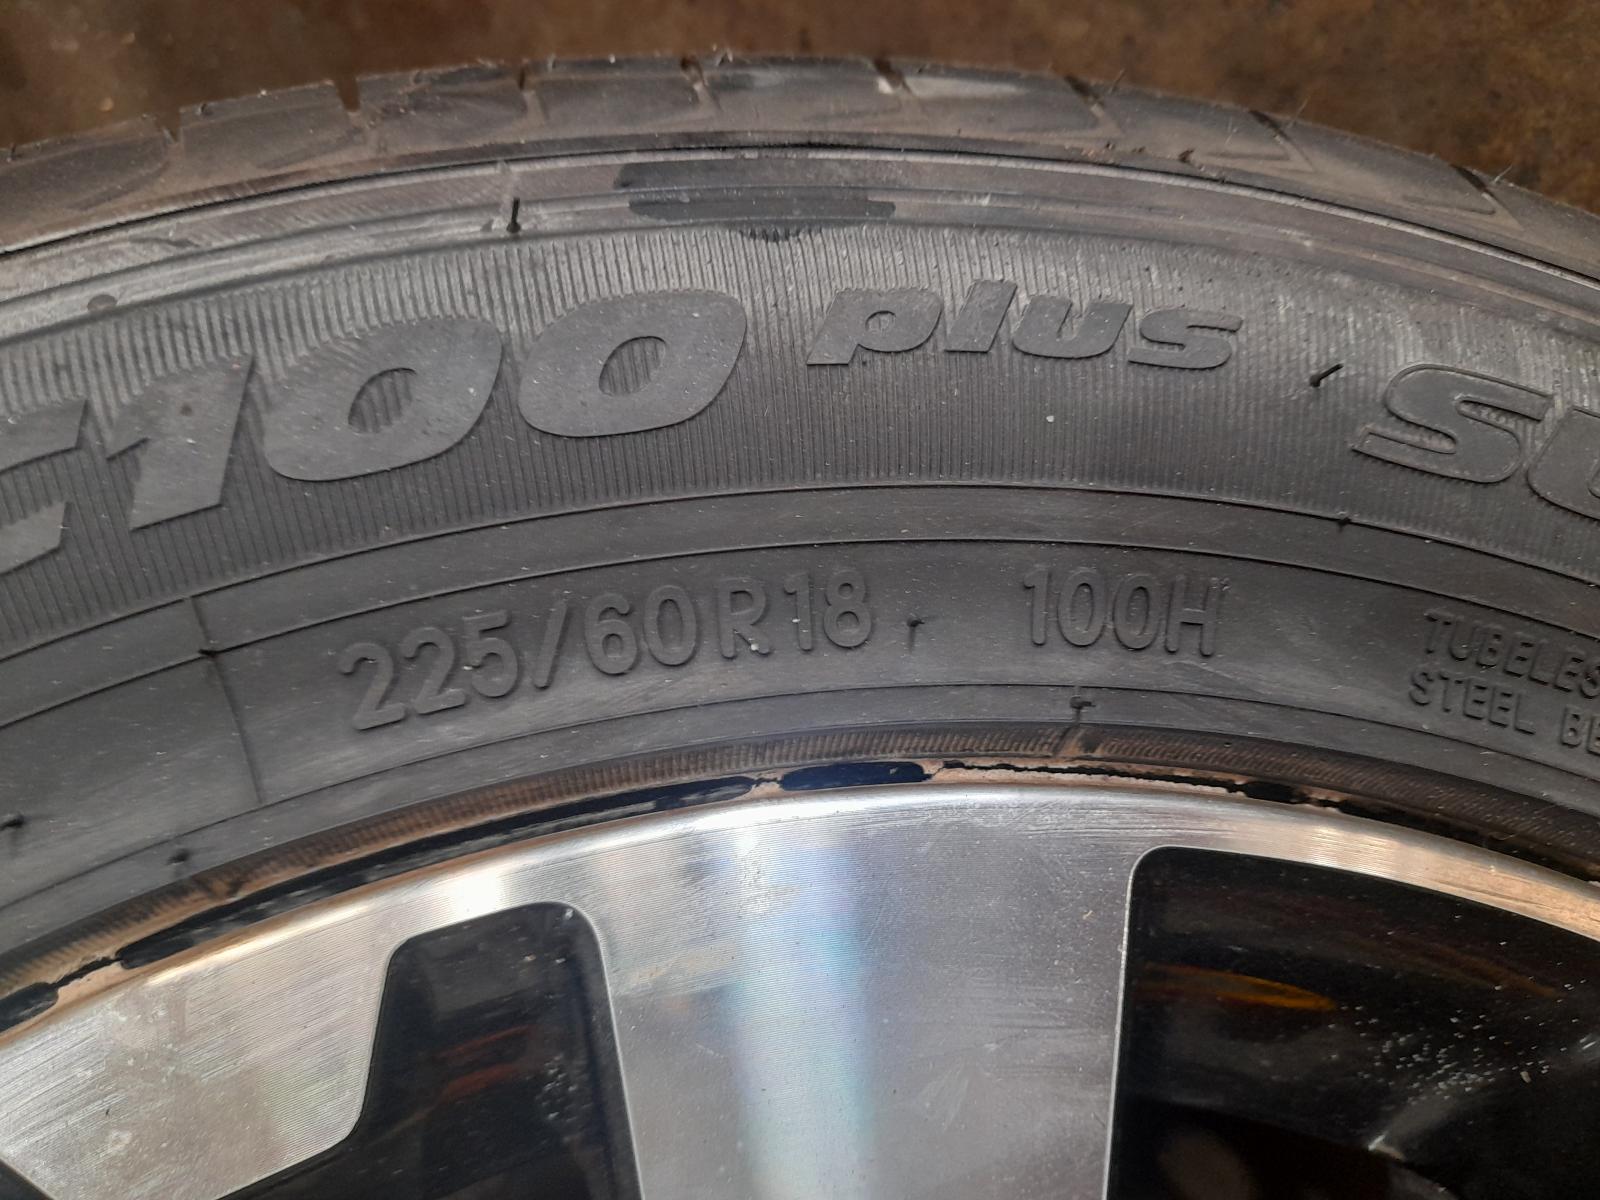 100 plus
225/60R18 100H
TUBELES
STEEL BE